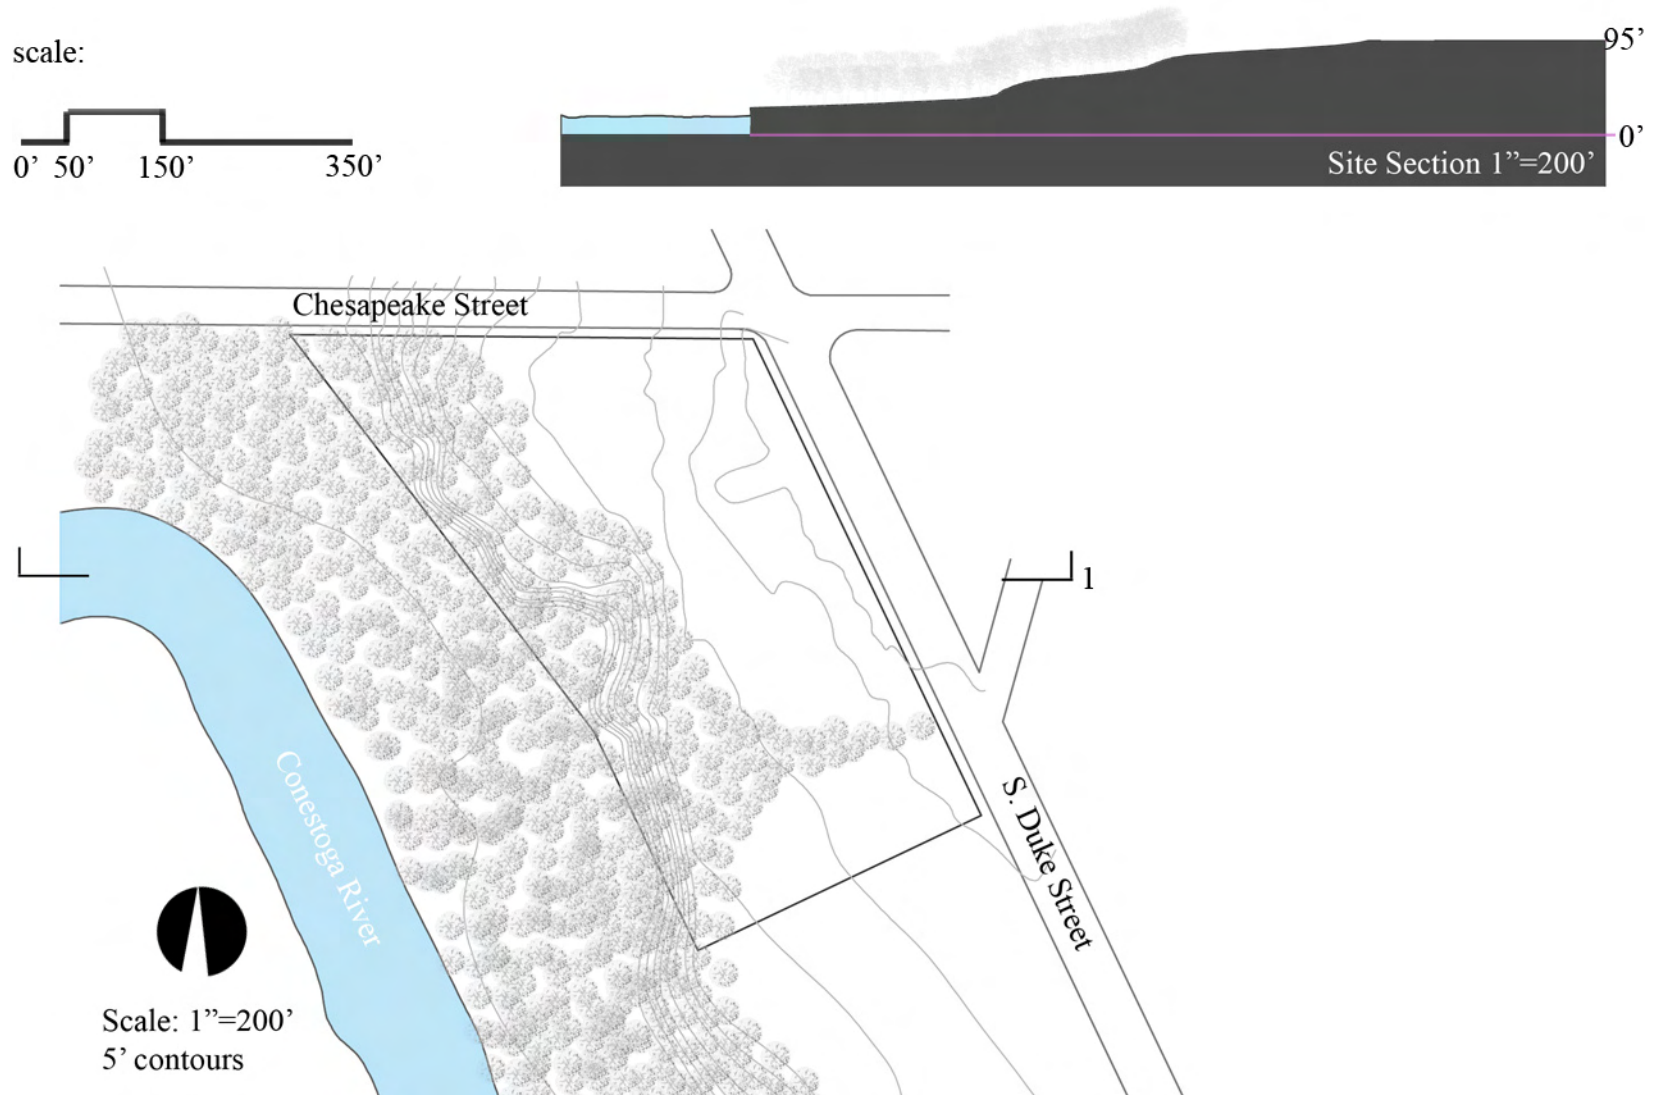 scale:
0’ 50’ 150’ 350’
95’
0’
Site Section 1”=200’
Chesapeake Street
1
Conestoga River
S. Duke Street
Scale: 1”=200’
5’ contours